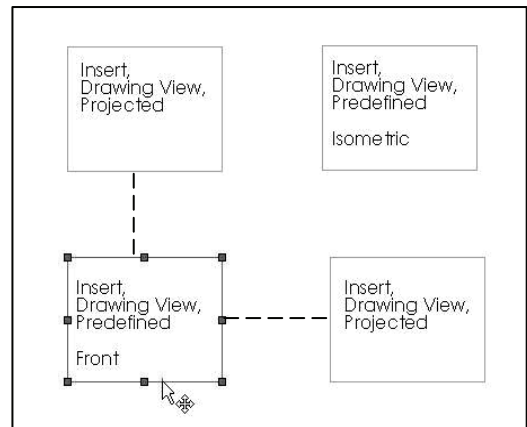 Insert,
Drawing View,
Projected
Insert,
Drawing View,
Predefined
Isometric
Insert,
Drawing View,
Predefined
Front
Insert,
Drawing View,
Projected